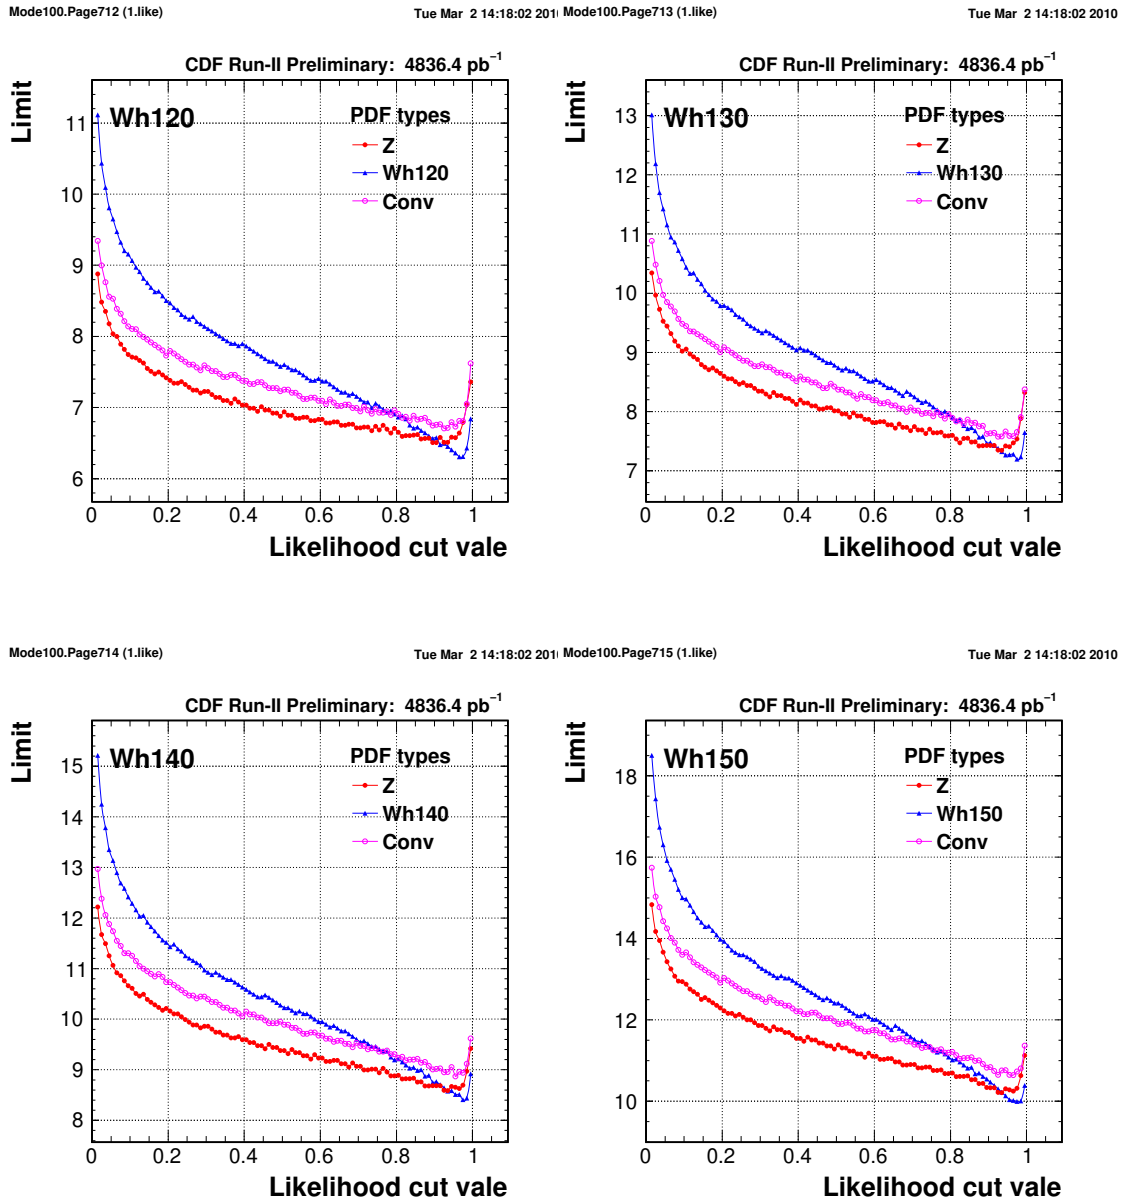 Mode100.Page712 (1.like)
Tue Mar 2 14:18:02 201
Mode100.Page713 (1.like)
Tue Mar 2 14:18:02 2010
CDF Run-II Preliminary: 4836.4 pb⁻¹
Limit
Wh120
PDF types
Z
Wh120
Conv
11
10
9
8
7
6
0 0.2 0.4 0.6 0.8 1
Likelihood cut vale
CDF Run-II Preliminary: 4836.4 pb⁻¹
Limit
Wh130
PDF types
Z
Wh130
Conv
13
12
11
10
9
8
7
0 0.2 0.4 0.6 0.8 1
Likelihood cut vale
Mode100.Page714 (1.like)
Tue Mar 2 14:18:02 201
Mode100.Page715 (1.like)
Tue Mar 2 14:18:02 2010
CDF Run-II Preliminary: 4836.4 pb⁻¹
Limit
Wh140
PDF types
Z
Wh140
Conv
15
14
13
12
11
10
9
8
0 0.2 0.4 0.6 0.8 1
Likelihood cut vale
CDF Run-II Preliminary: 4836.4 pb⁻¹
Limit
Wh150
PDF types
Z
Wh150
Conv
18
16
14
12
10
0 0.2 0.4 0.6 0.8 1
Likelihood cut vale